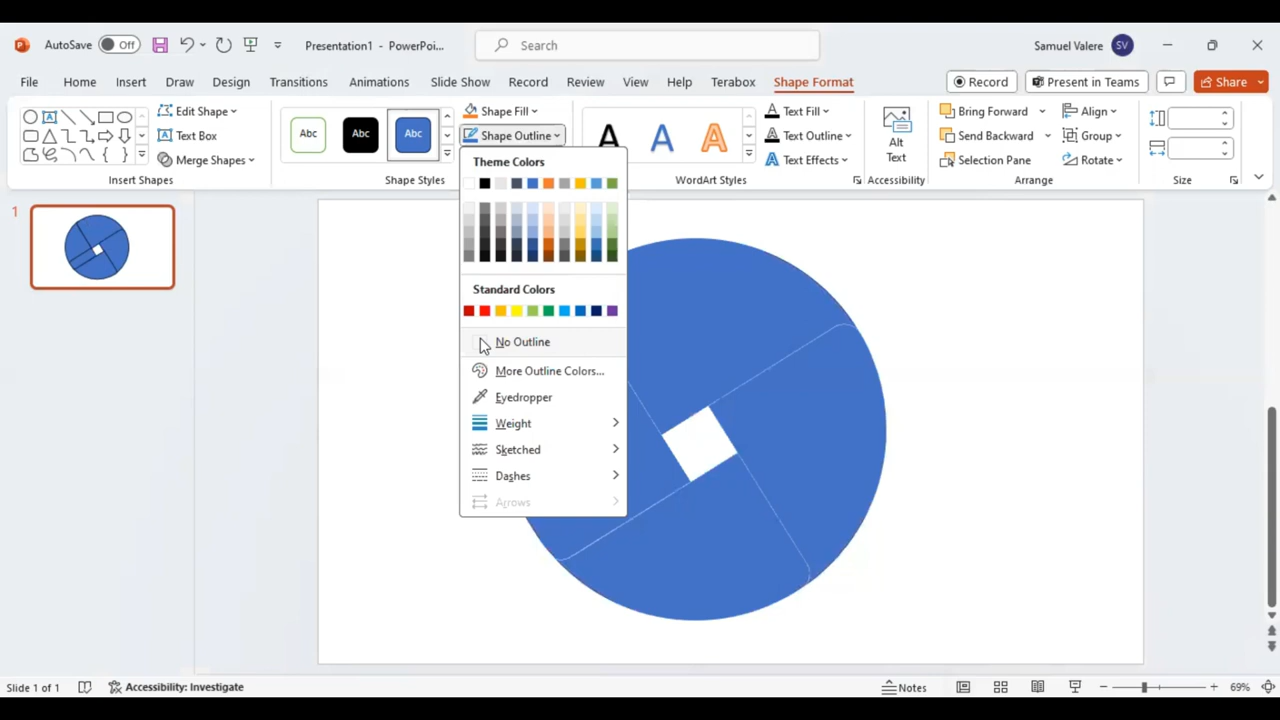 AutoSave Off Presentation1 - PowerPoi... Search Samuel Valere SV
File Home Insert Draw Design Transitions Animations Slide Show Record Review View Help Terabox Shape Format Record Present in Teams Share
Edit Shape
Text Box
Merge Shapes
Insert Shapes
Abc Abc Abc
Shape Fill
Shape Outline
Shape Styles
A A A
Text Fill
Text Outline
Text Effects
WordArt Styles
Alt
Text
Accessibility
Bring Forward Align
Send Backward Group
Selection Pane Rotate
Arrange
Size
Theme Colors
Standard Colors
No Outline
More Outline Colors...
Eyedropper
Weight
Sketched
Dashes
Arrows
1
Slide 1 of 1 Accessibility: Investigate Notes 69%